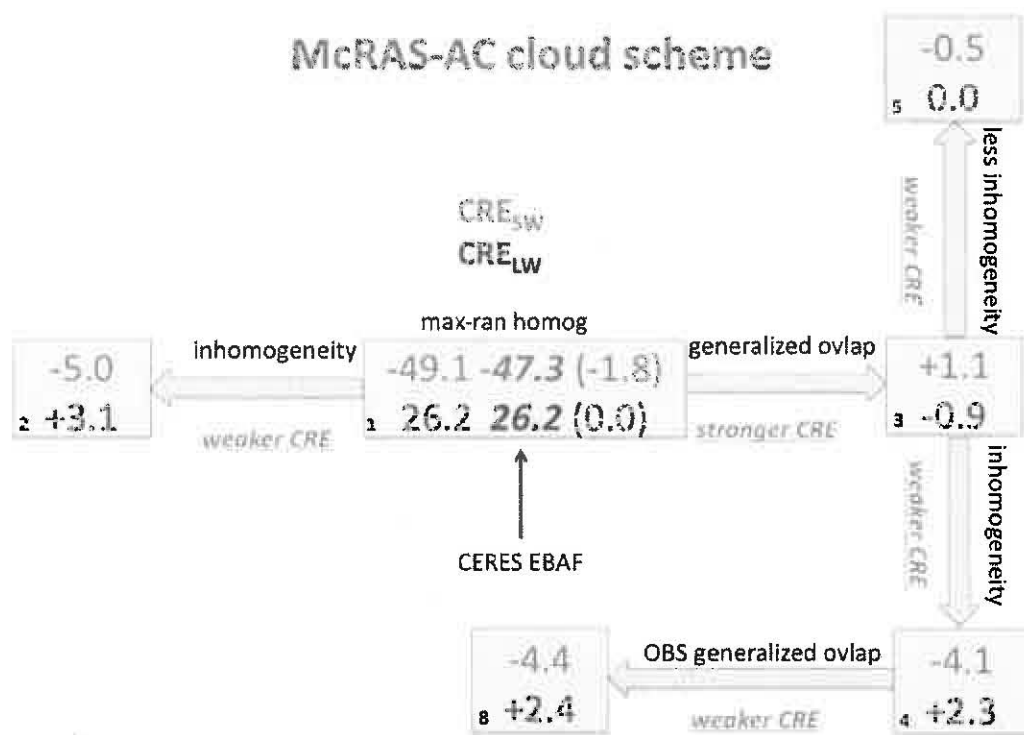 McRAS-AC cloud scheme
-0.5
5 0.0
less inhomogeneity
weaker CRE
CRE_SW
CRE_LW
max-ran homog
inhomogeneity
generalized ovlap
-5.0
2 +3.1
-49.1 -47.3 (-1.8)
1 26.2 26.2 (0.0)
+1.1
3 -0.9
weaker CRE
stronger CRE
inhomogeneity
weaker CRE
CERES EBAF
OBS generalized ovlap
-4.4
8 +2.4
-4.1
4 +2.3
weaker CRE